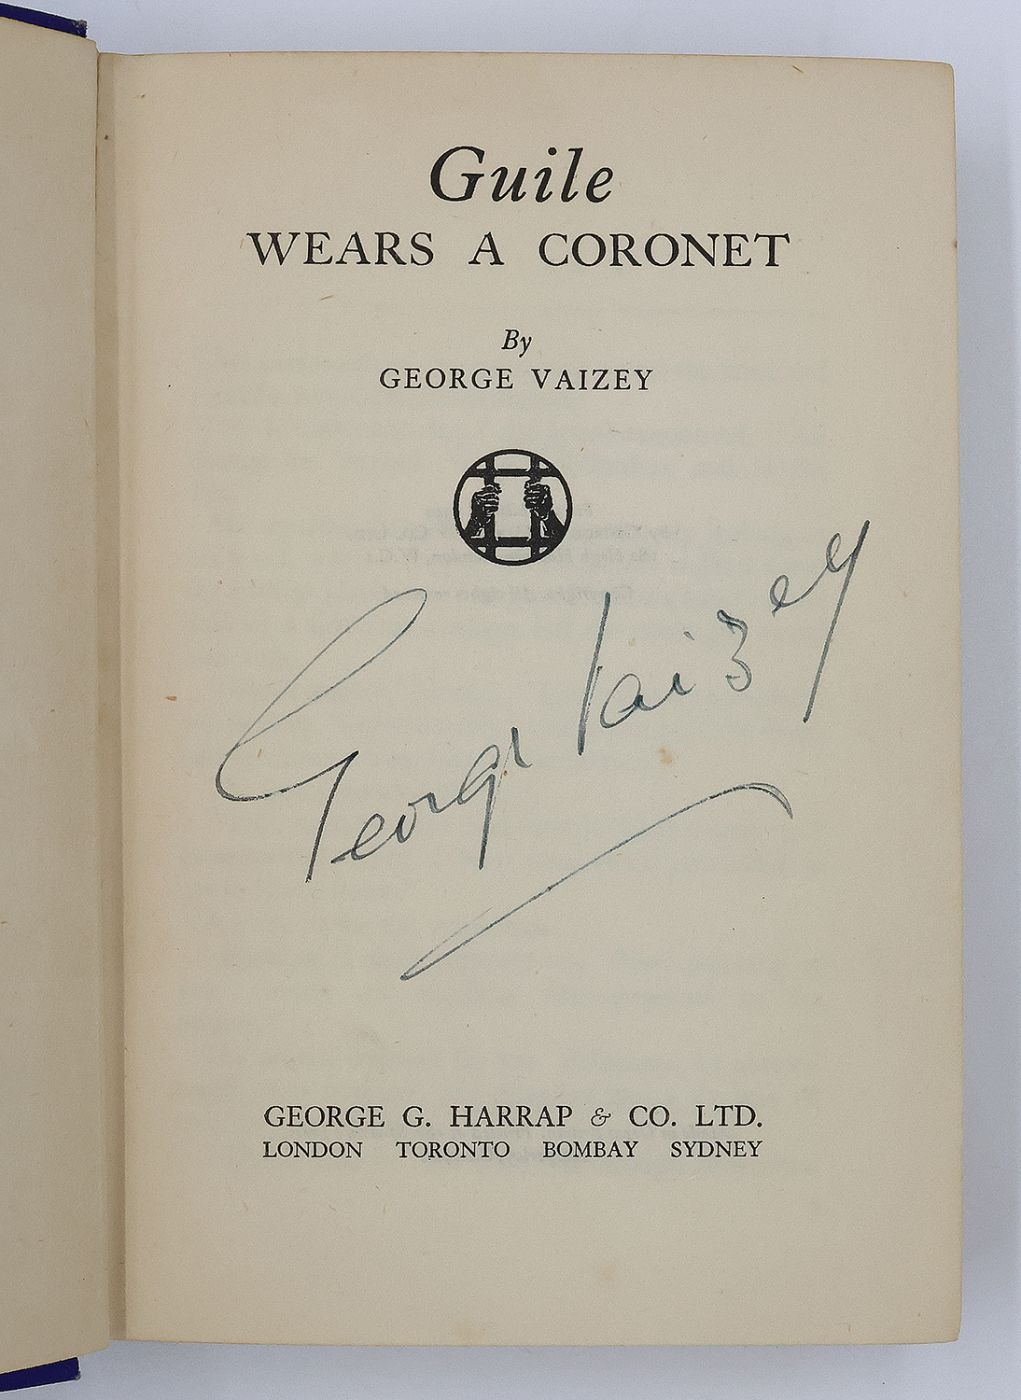 Guile
WEARS A CORONET
By
GEORGE VAIZEY
George Vaizey
GEORGE G. HARRAP & CO. LTD.
LONDON TORONTO BOMBAY SYDNEY